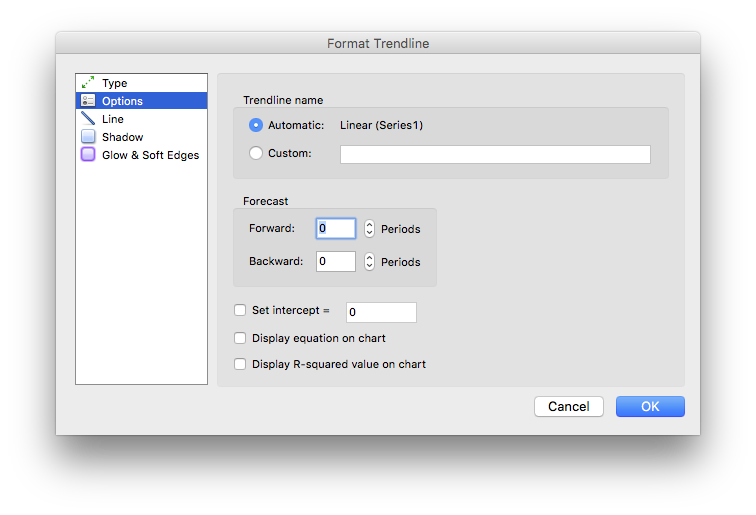 Format Trendline
Type
Options
Line
Shadow
Glow & Soft Edges
Trendline name
Automatic: Linear (Series1)
Custom:
Forecast
Forward: 0 Periods
Backward: 0 Periods
Set intercept = 0
Display equation on chart
Display R-squared value on chart
Cancel OK